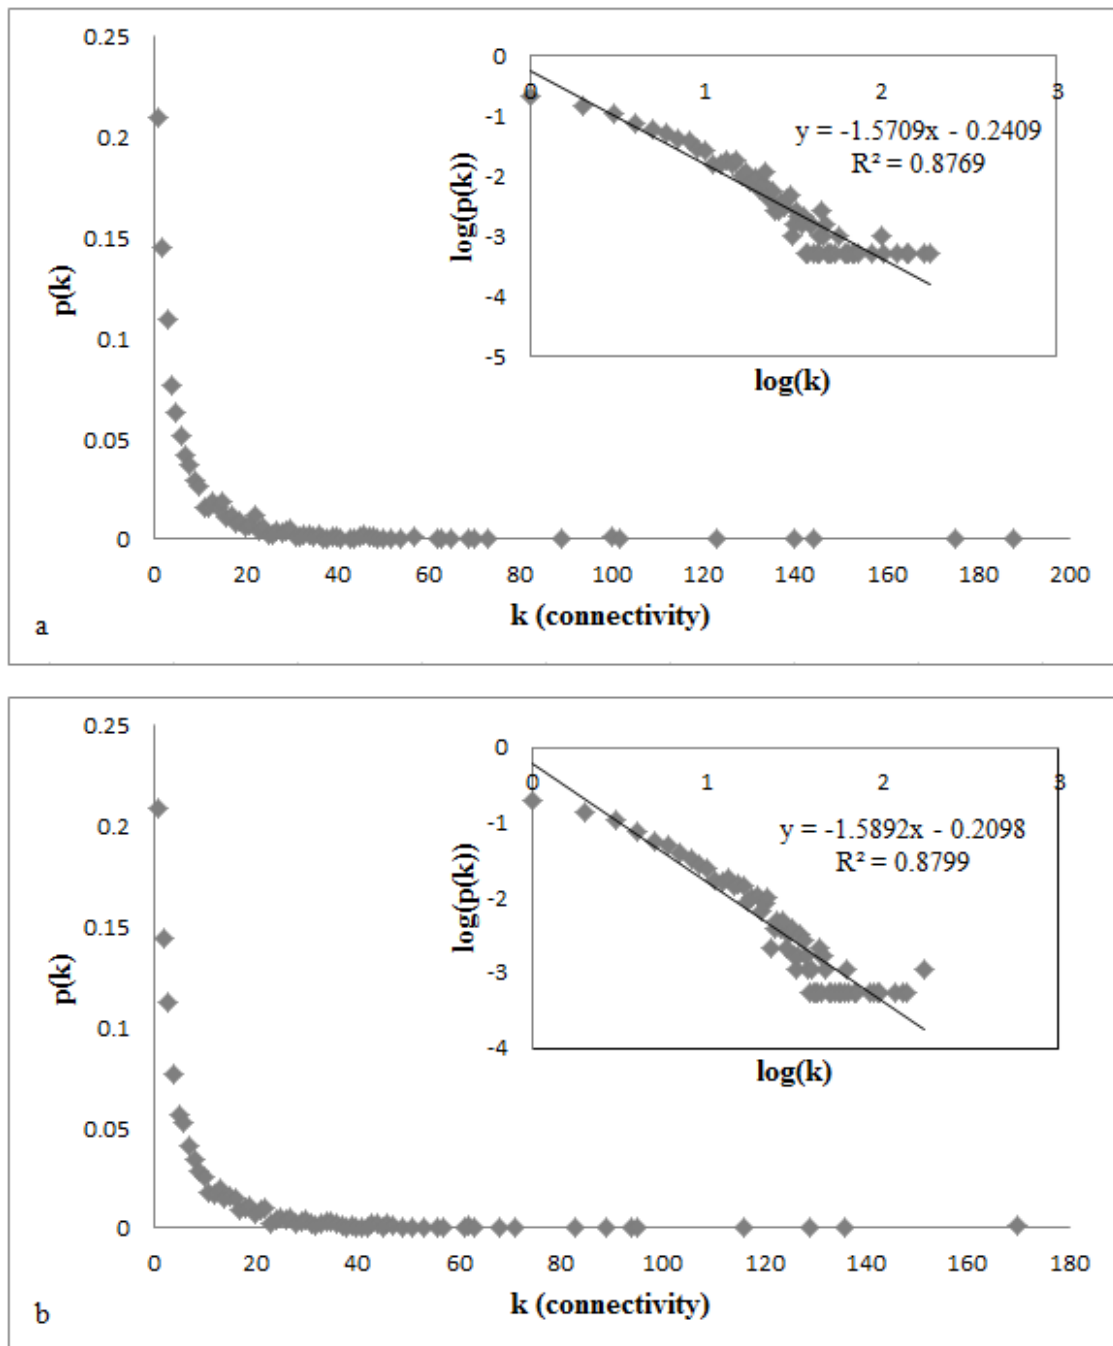 0.25
0.2
0.15
0.1
0.05
0
p(k)
0 20 40 60 80 100 120 140 160 180 200
k (connectivity)
a
0
-1
-2
-3
-4
-5
log(p(k))
0 1 2 3
y = -1.5709x - 0.2409
R² = 0.8769
log(k)
0.25
0.2
0.15
0.1
0.05
0
p(k)
0 20 40 60 80 100 120 140 160 180
k (connectivity)
b
0
-1
-2
-3
-4
log(p(k))
0 1 2 3
y = -1.5892x - 0.2098
R² = 0.8799
log(k)